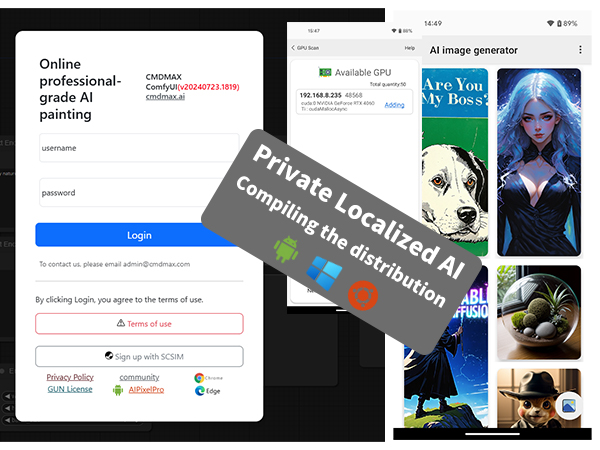 Online
professional-
grade AI
painting
CMDMAX
ComfyUI(v20240723.1819)
cmdmax.ai
username
password
Login
To contact us, please email admin@cmdmax.com
By clicking Login, you agree to the terms of use.
Terms of use
Sign up with SCSIM
Privacy Policy
community
Chrome
GUN License
AIPixelPro
Edge
15:47
88%
GPU Scan
Help
Available GPU
Total quantity:50
192.168.8.235 48568
cuda:0 NVIDIA GeForce RTX 4060
Ti : cudaMallocAsync
Adding
Private Localized AI
Compiling the distribution
14:49
89%
AI image generator
Are You
My Boss?